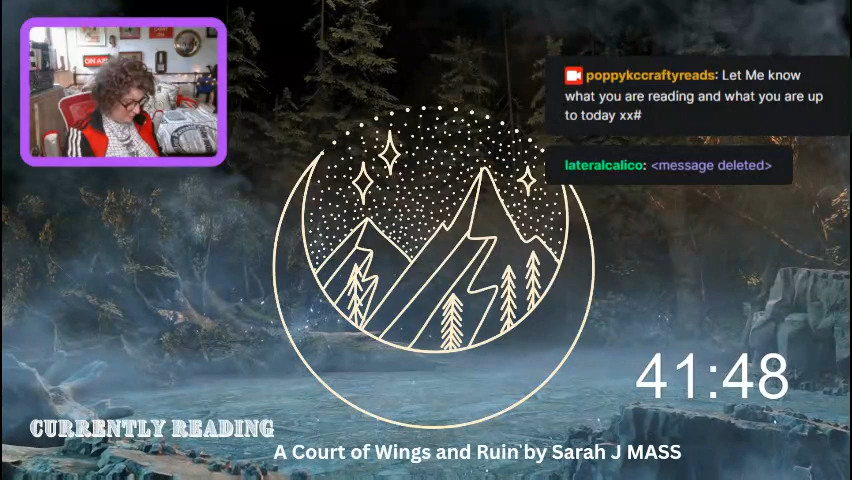 ON A
poppykccraftyreads: Let Me know
what you are reading and what you are up
to today xx#
lateralcalico: <message deleted>
41:48
CURRENTLY READING
A Court of Wings and Ruin by Sarah J MASS